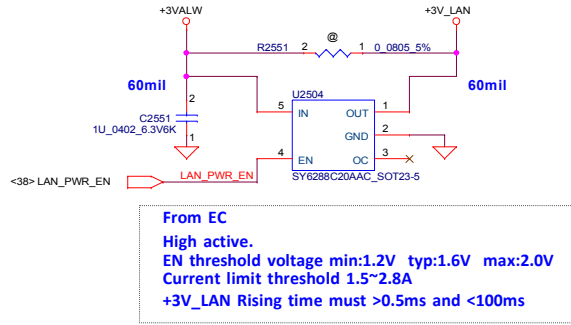 +3VALW
+3V_LAN
@
R2551 2 1 0_0805_5%
60mil
60mil
U2504
2
5 IN OUT 1
C2551
1U_0402_6.3V6K
GND 2
1
4 EN OC 3
<38> LAN_PWR_EN LAN_PWR_EN
SY6288C20AAC_SOT23-5
From EC
High active.
EN threshold voltage min:1.2V typ:1.6V max:2.0V
Current limit threshold 1.5~2.8A
+3V_LAN Rising time must >0.5ms and <100ms